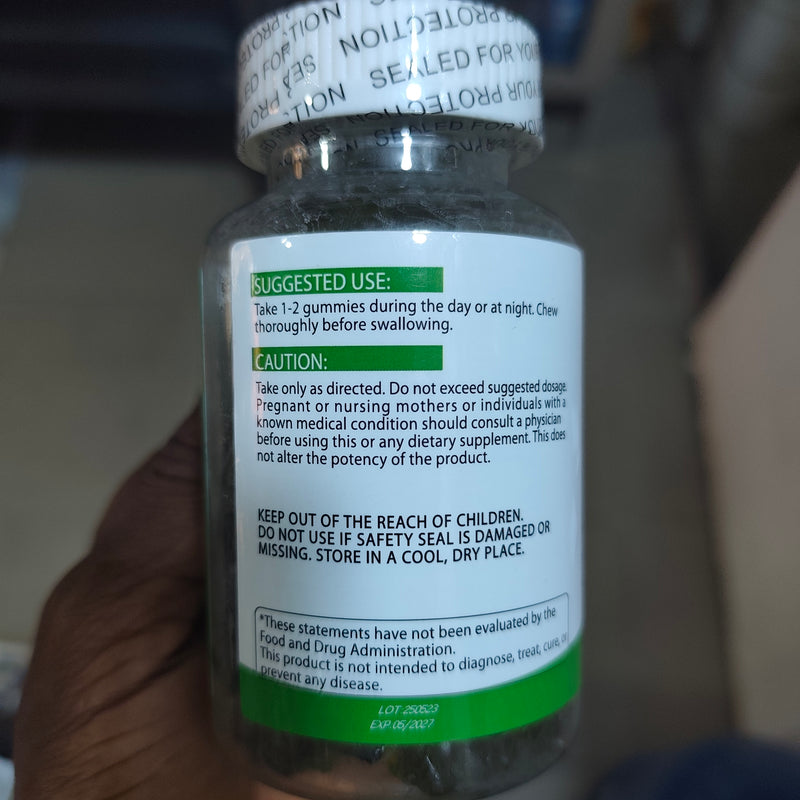 NOIT SEALED FOR YOUR PROTECTION
SEALED FOR
SUGGESTED USE:
Take 1-2 gummies during the day or at night. Chew
thoroughly before swallowing.
CAUTION:
Take only as directed. Do not exceed suggested dosage.
Pregnant or nursing mothers or individuals with a
known medical condition should consult a physician
before using this or any dietary supplement. This does
not alter the potency of the product.
KEEP OUT OF THE REACH OF CHILDREN.
DO NOT USE IF SAFETY SEAL IS DAMAGED OR
MISSING. STORE IN A COOL, DRY PLACE.
*These statements have not been evaluated by the
Food and Drug Administration.
This product is not intended to diagnose, treat, cure, or
prevent any disease.
LOT 250523
EXP.05/2027